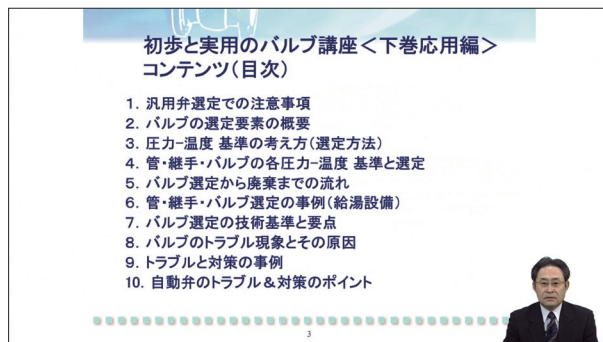 初歩と実用のバルブ講座＜下巻応用編＞
コンテンツ(目次)
1. 汎用弁選定での注意事項
2. バルブの選定要素の概要
3. 圧力-温度 基準の考え方(選定方法)
4. 管・継手・バルブの各圧力-温度 基準と選定
5. バルブ選定から廃棄までの流れ
6. 管・継手・バルブ選定の事例(給湯設備)
7. バルブ選定の技術基準と要点
8. バルブのトラブル現象とその原因
9. トラブルと対策の事例
10. 自動弁のトラブル＆対策のポイント
3